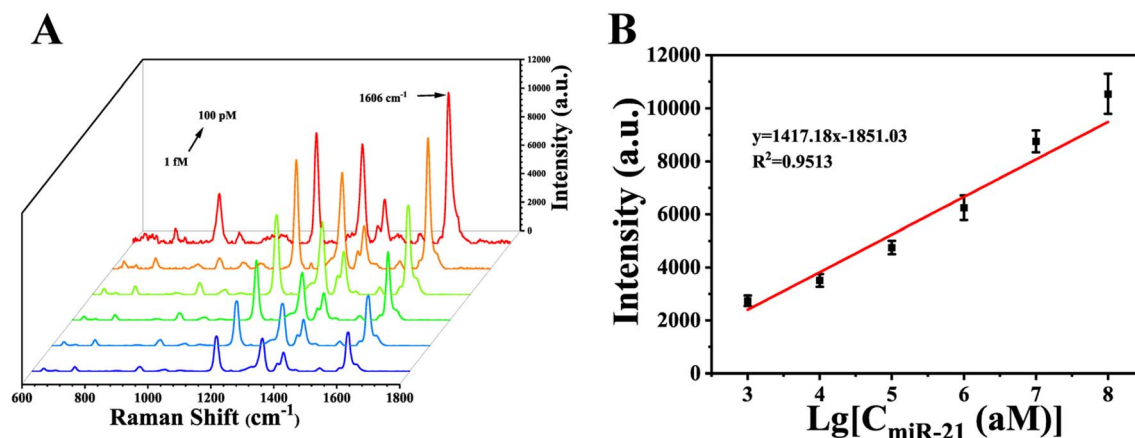 A
12000
10000
8000
6000
4000
2000
0
Intensity (a.u.)
1606 cm⁻¹
100 pM
1 fM
600 800 1000 1200 1400 1600 1800
Raman Shift (cm⁻¹)
B
12000
10000
8000
6000
4000
2000
0
Intensity (a.u.)
y=1417.18x-1851.03
R²=0.9513
3 4 5 6 7 8
Lg[C_miR-21 (aM)]